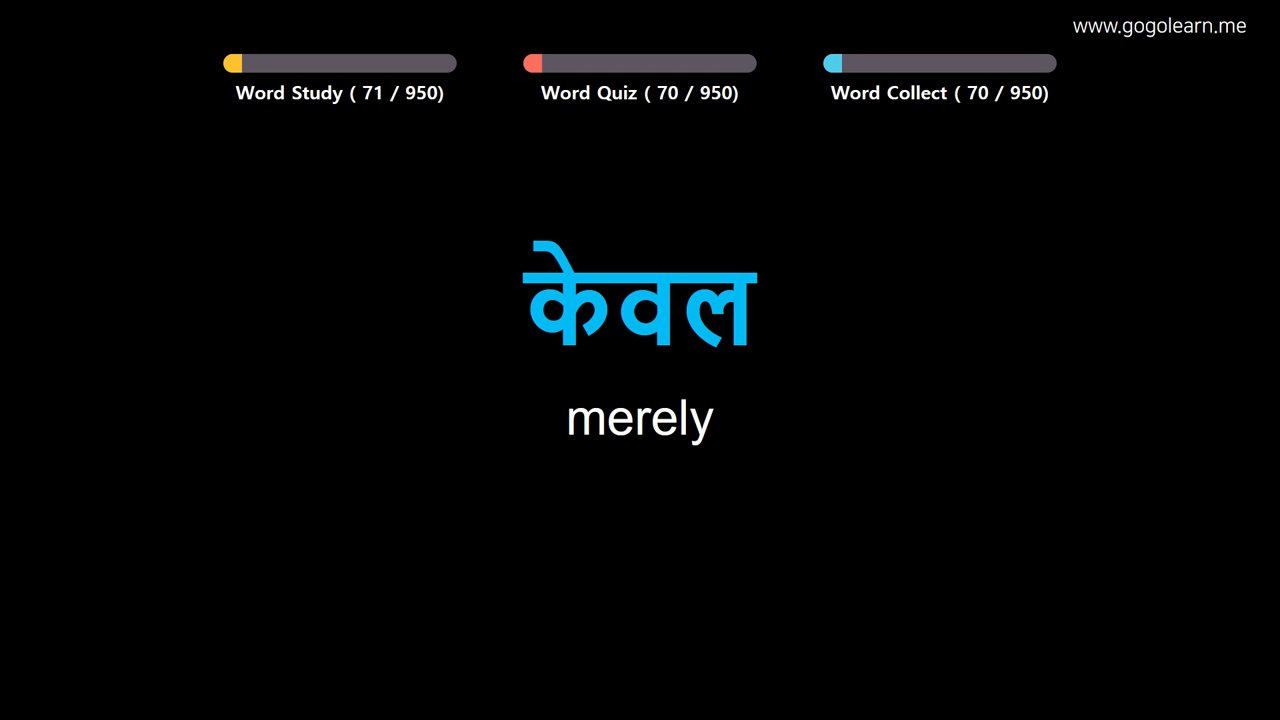 www.gogolearn.me
Word Study ( 71 / 950)
Word Quiz ( 70 / 950)
Word Collect ( 70 / 950)
केवल
merely